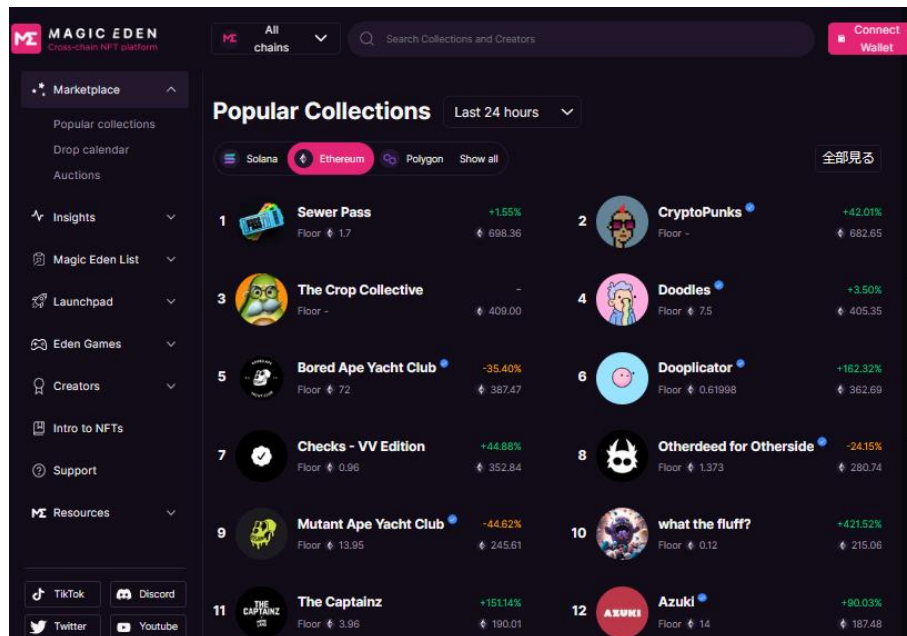 MAGIC EDEN
Cross-chain NFT platform
All chains
Search Collections and Creators
Connect Wallet
Marketplace
Popular collections
Drop calendar
Auctions
Insights
Magic Eden List
Launchpad
Eden Games
Creators
Intro to NFTs
Support
Resources
TikTok
Discord
Twitter
Youtube
Popular Collections
Last 24 hours
Solana Ethereum Polygon Show all
全部見る
1 Sewer Pass +1.55%
Floor 1.7 698.36
2 CryptoPunks +42.01%
Floor - 682.65
3 The Crop Collective -
Floor - 409.00
4 Doodles +3.50%
Floor 7.5 405.35
5 Bored Ape Yacht Club -35.40%
Floor 72 387.47
6 Dooplicator +162.32%
Floor 0.61998 362.69
7 Checks - VV Edition +44.88%
Floor 0.96 352.84
8 Otherdeed for Otherside -24.15%
Floor 1.373 280.74
9 Mutant Ape Yacht Club -44.62%
Floor 13.95 245.61
10 what the fluff? +421.52%
Floor 0.12 215.06
11 THE CAPTAINZ The Captainz +151.14%
Floor 3.96 190.01
12 AZUKI Azuki +90.03%
Floor 14 187.48